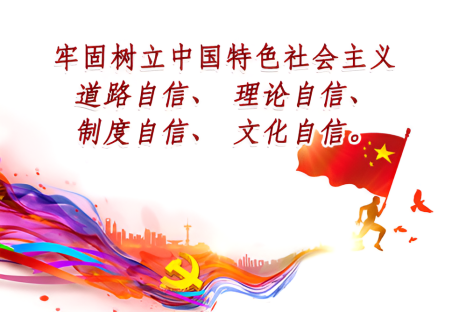 牢固树立中国特色社会主义
道路自信、 理论自信、
制度自信、 文化自信。